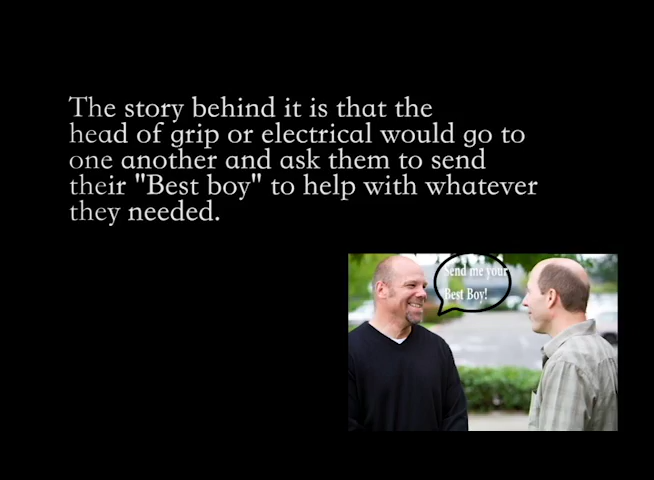 The story behind it is that the
head of grip or electrical would go to
one another and ask them to send
their "Best boy" to help with whatever
they needed.
Send me your
Best Boy!